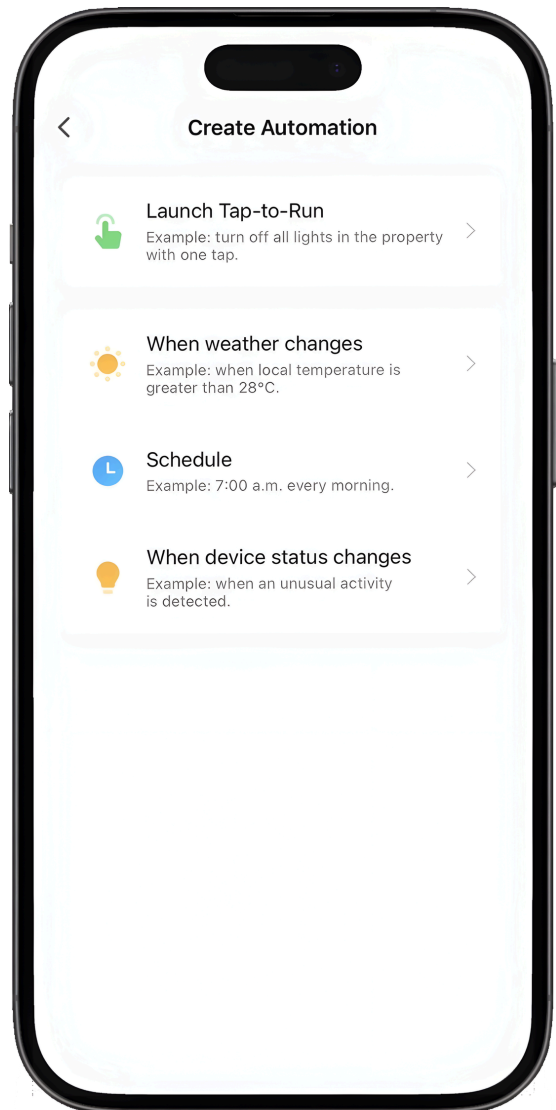 Create Automation
Launch Tap-to-Run
Example: turn off all lights in the property
with one tap.
When weather changes
Example: when local temperature is
greater than 28°C.
Schedule
Example: 7:00 a.m. every morning.
When device status changes
Example: when an unusual activity
is detected.